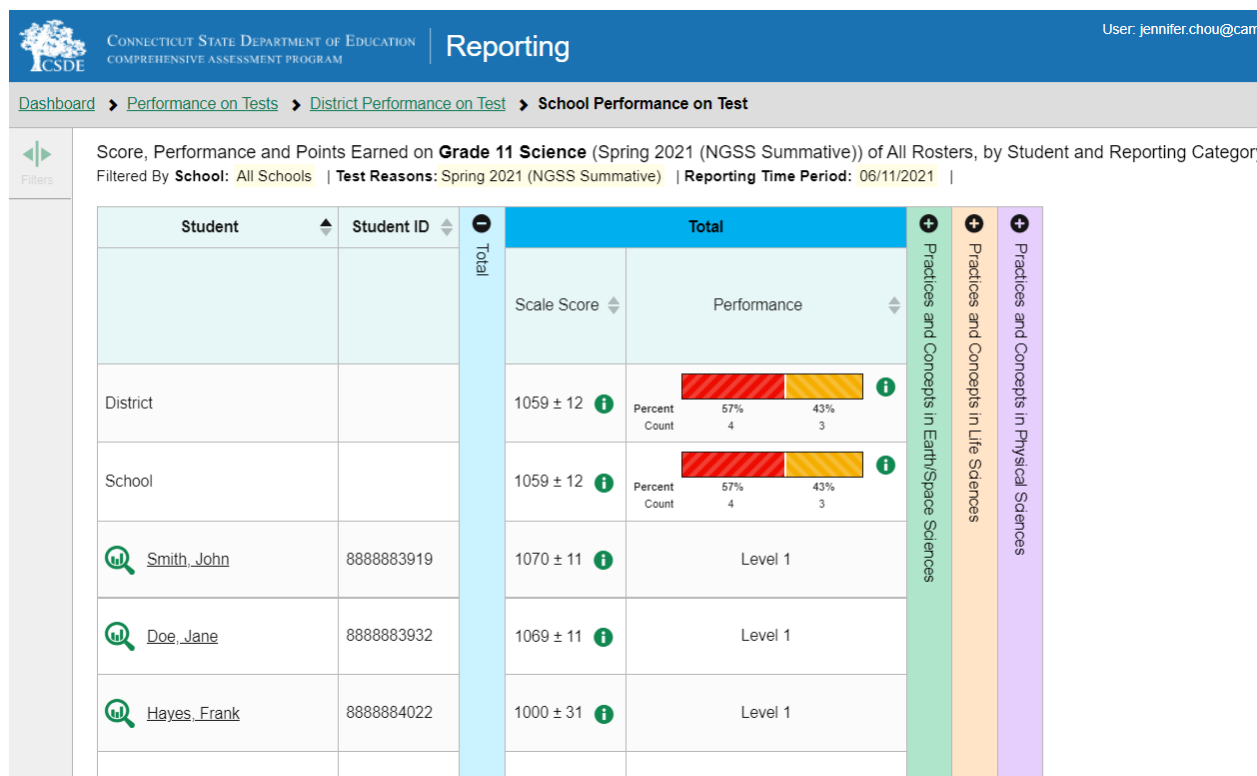 CSDE
CONNECTICUT STATE DEPARTMENT OF EDUCATION
COMPREHENSIVE ASSESSMENT PROGRAM
Reporting
User: jennifer.chou@cam
Dashboard > Performance on Tests > District Performance on Test > School Performance on Test
Filters
Score, Performance and Points Earned on Grade 11 Science (Spring 2021 (NGSS Summative)) of All Rosters, by Student and Reporting Category
Filtered By School: All Schools | Test Reasons: Spring 2021 (NGSS Summative) | Reporting Time Period: 06/11/2021 |
Student Student ID Total
Total
Scale Score Performance
Practices and Concepts in Earth/Space Sciences
Practices and Concepts in Life Sciences
Practices and Concepts in Physical Sciences
District 1059 ± 12
Percent 57% 43%
Count 4 3
School 1059 ± 12
Percent 57% 43%
Count 4 3
Smith, John 8888883919 1070 ± 11 Level 1
Doe, Jane 8888883932 1069 ± 11 Level 1
Hayes, Frank 8888884022 1000 ± 31 Level 1